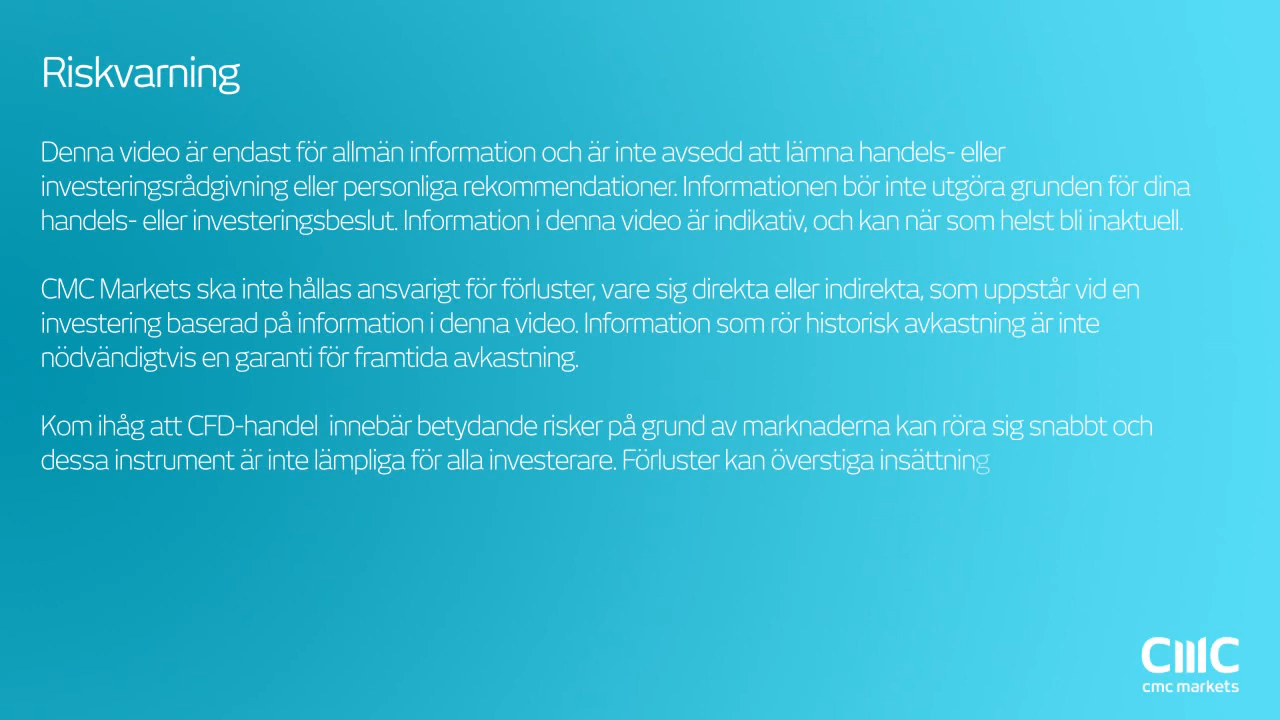 Riskvarning
Denna video är endast för allmän information och är inte avsedd att lämna handels- eller
investeringsrådgivning eller personliga rekommendationer. Informationen bör inte utgöra grunden för dina
handels- eller investeringsbeslut. Information i denna video är indikativ, och kan när som helst bli inaktuell.
CMC Markets ska inte hållas ansvarigt för förluster, vare sig direkta eller indirekta, som uppstår vid en
investering baserad på information i denna video. Information som rör historisk avkastning är inte
nödvändigtvis en garanti för framtida avkastning.
Kom ihåg att CFD-handel innebär betydande risker på grund av marknaderna kan röra sig snabbt och
dessa instrument är inte lämpliga för alla investerare. Förluster kan överstiga insättning
CMC
cmc markets